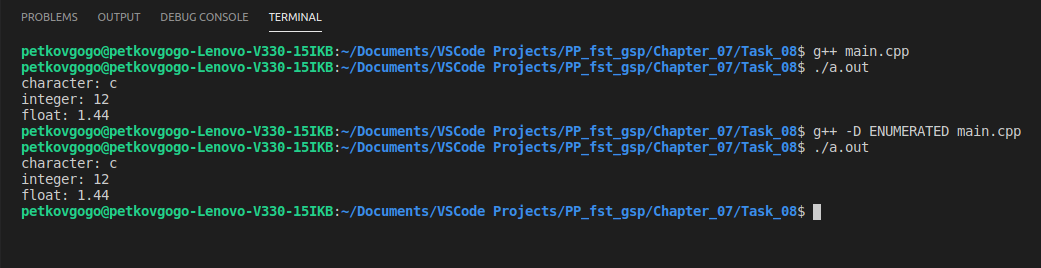 PROBLEMS OUTPUT DEBUG CONSOLE TERMINAL
petkovgogo@petkovgogo-Lenovo-V330-15IKB:~/Documents/VSCode Projects/PP_fst_gsp/Chapter_07/Task_08$ g++ main.cpp
petkovgogo@petkovgogo-Lenovo-V330-15IKB:~/Documents/VSCode Projects/PP_fst_gsp/Chapter_07/Task_08$ ./a.out
character: c
integer: 12
float: 1.44
petkovgogo@petkovgogo-Lenovo-V330-15IKB:~/Documents/VSCode Projects/PP_fst_gsp/Chapter_07/Task_08$ g++ -D ENUMERATED main.cpp
petkovgogo@petkovgogo-Lenovo-V330-15IKB:~/Documents/VSCode Projects/PP_fst_gsp/Chapter_07/Task_08$ ./a.out
character: c
integer: 12
float: 1.44
petkovgogo@petkovgogo-Lenovo-V330-15IKB:~/Documents/VSCode Projects/PP_fst_gsp/Chapter_07/Task_08$